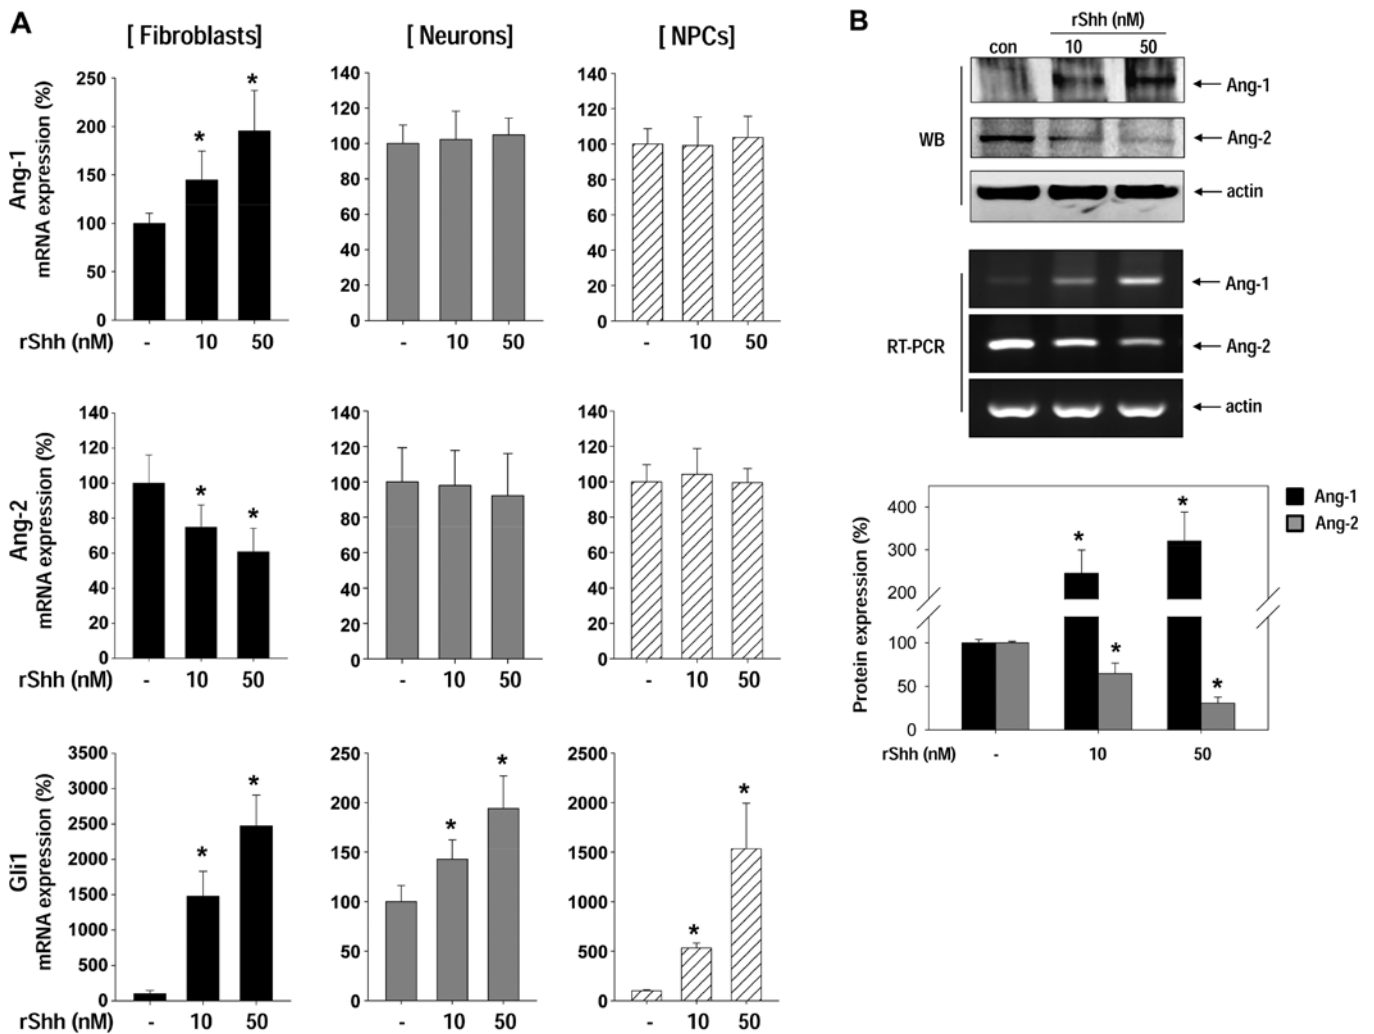 A
[ Fibroblasts]
[ Neurons]
[ NPCs]
Ang-1
mRNA expression (%)
250
200
150
100
50
0
* *
rShh (nM) - 10 50
140
120
100
80
60
40
20
0
- 10 50
140
120
100
80
60
40
20
0
- 10 50
Ang-2
mRNA expression (%)
140
120
100
80
60
40
20
0
* *
rShh (nM) - 10 50
140
120
100
80
60
40
20
0
- 10 50
140
120
100
80
60
40
20
0
- 10 50
Gli1
mRNA expression (%)
3500
3000
2500
2000
1500
1000
500
0
* *
rShh (nM) - 10 50
250
200
150
100
50
0
* *
- 10 50
2500
2000
1500
1000
500
0
* *
- 10 50
B
rShh (nM)
con 10 50
WB
Ang-1
Ang-2
actin
RT-PCR
Ang-1
Ang-2
actin
Protein expression (%)
400
300
200
100
50
0
* *
* *
rShh (nM) - 10 50
Ang-1
Ang-2